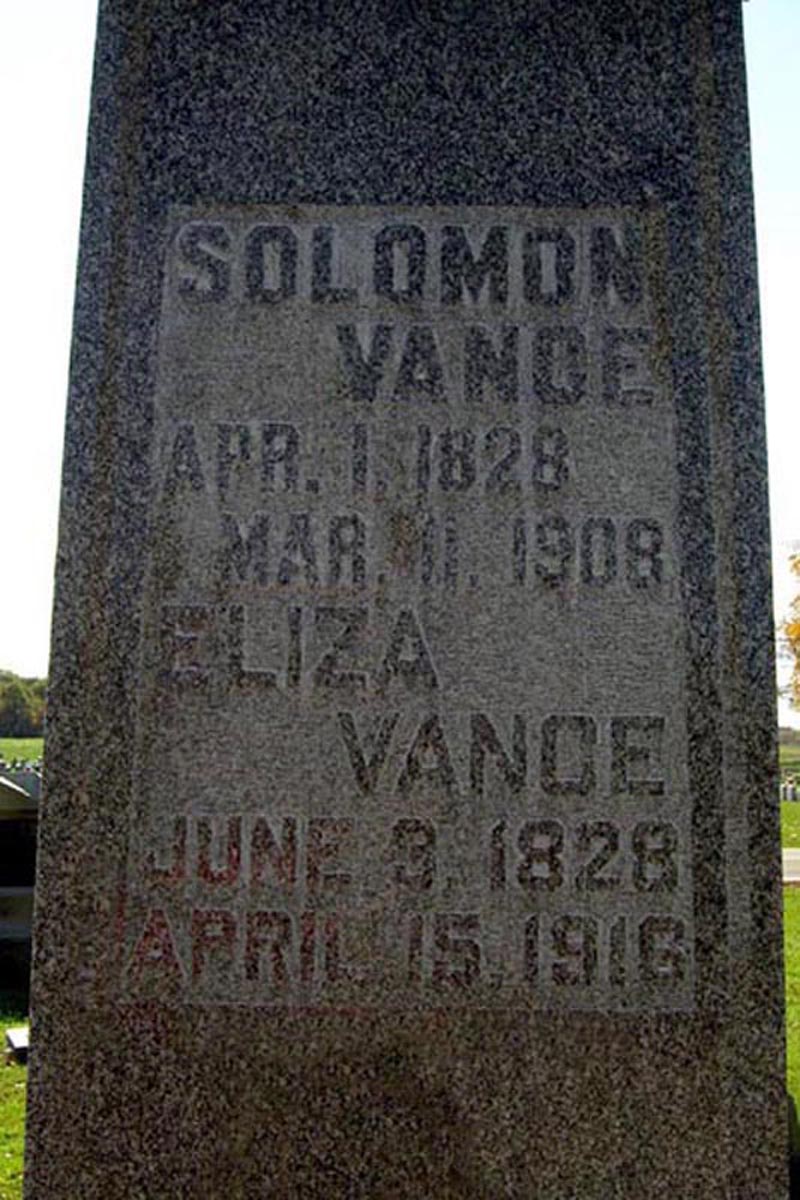 SOLOMON
VANCE
APR. 1. 1828
MAR. 11. 1908
ELIZA
VANCE
JUNE 3. 1828
APRIL 15. 1916